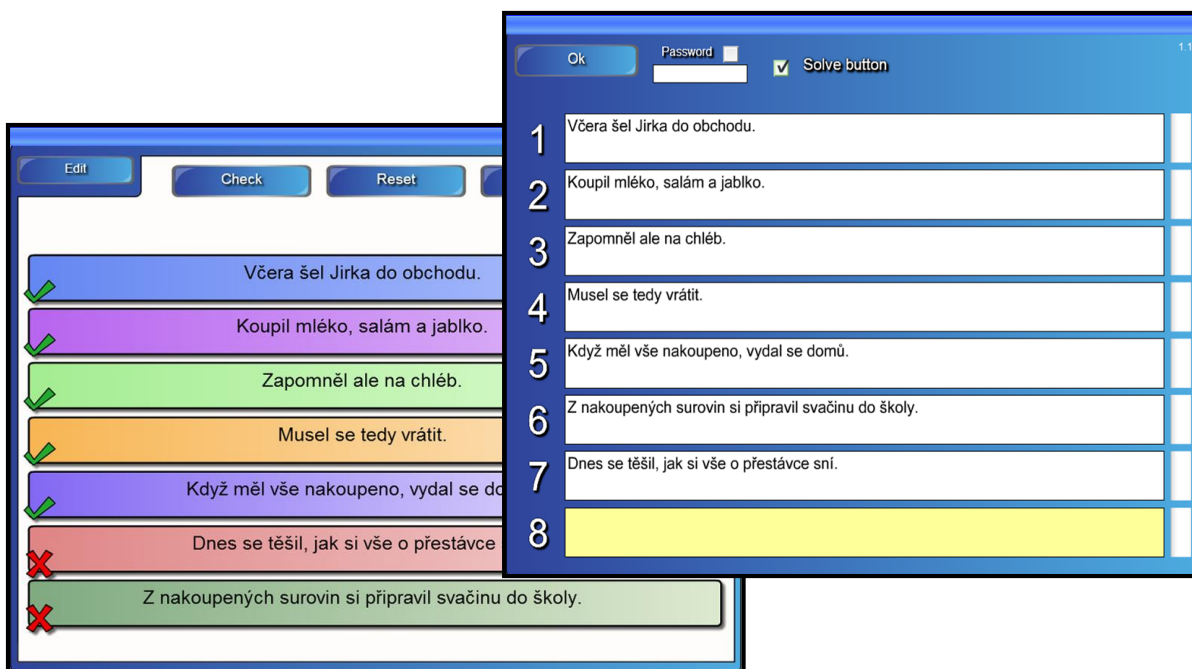 Edit
Check
Reset
Včera šel Jirka do obchodu.
Koupil mléko, salám a jablko.
Zapomněl ale na chléb.
Musel se tedy vrátit.
Když měl vše nakoupeno, vydal se do
Dnes se těšil, jak si vše o přestávce
Z nakoupených surovin si připravil svačinu do školy.
Ok
Password
Solve button
1.1
1 Včera šel Jirka do obchodu.
2 Koupil mléko, salám a jablko.
3 Zapomněl ale na chléb.
4 Musel se tedy vrátit.
5 Když měl vše nakoupeno, vydal se domů.
6 Z nakoupených surovin si připravil svačinu do školy.
7 Dnes se těšil, jak si vše o přestávce sní.
8